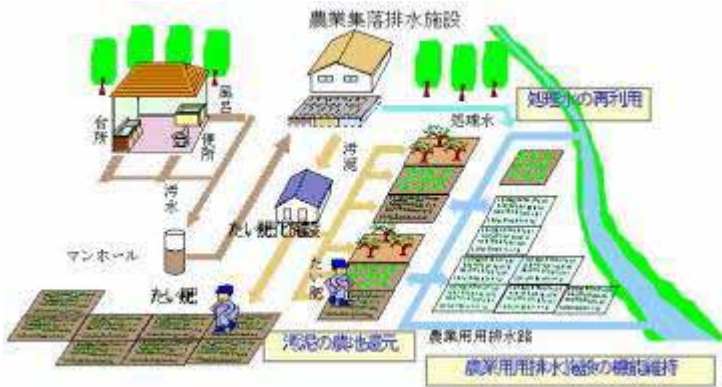 農業集落排水施設
処理水の再利用
風呂
台所
便所
処理水
汚泥
汚水
たい肥化施設
マンホール
たい肥
たい肥
汚泥の農地還元
農業用用排水路
農業用用排水施設の機能維持